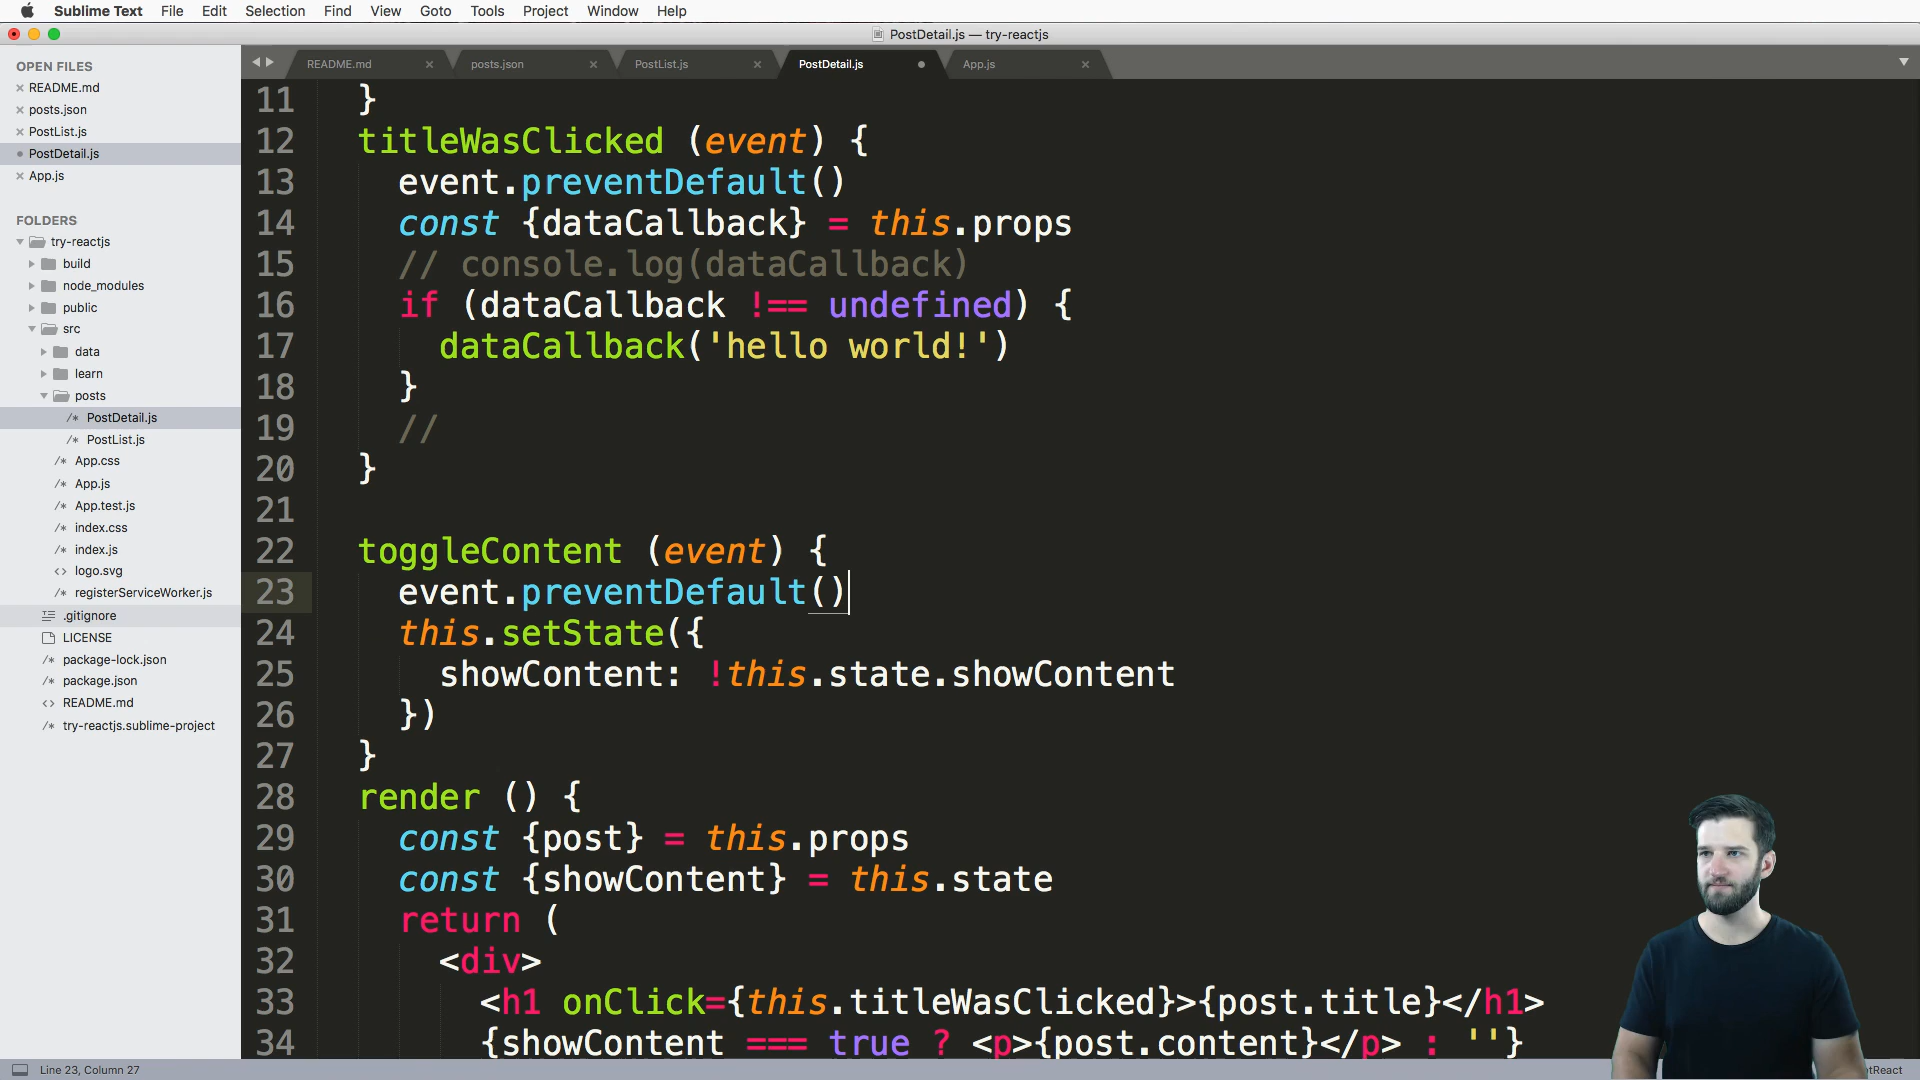 Sublime Text File Edit Selection Find View Goto Tools Project Window Help
PostDetail.js — try-reactjs
OPEN FILES
README.md
posts.json
PostList.js
PostDetail.js
App.js
FOLDERS
try-reactjs
build
node_modules
public
src
data
learn
posts
/* PostDetail.js
/* PostList.js
/* App.css
/* App.js
/* App.test.js
/* index.css
/* index.js
<> logo.svg
/* registerServiceWorker.js
.gitignore
LICENSE
/* package-lock.json
/* package.json
<> README.md
/* try-reactjs.sublime-project
README.md posts.json PostList.js PostDetail.js App.js
11 }
12 titleWasClicked (event) {
13 event.preventDefault()
14 const {dataCallback} = this.props
15 // console.log(dataCallback)
16 if (dataCallback !== undefined) {
17 dataCallback('hello world!')
18 }
19 //
20 }
21
22 toggleContent (event) {
23 event.preventDefault()
24 this.setState({
25 showContent: !this.state.showContent
26 })
27 }
28 render () {
29 const {post} = this.props
30 const {showContent} = this.state
31 return (
32 <div>
33 <h1 onClick={this.titleWasClicked}>{post.title}</h1>
34 {showContent === true ? <p>{post.content}</p> : ''}
Line 23, Column 27